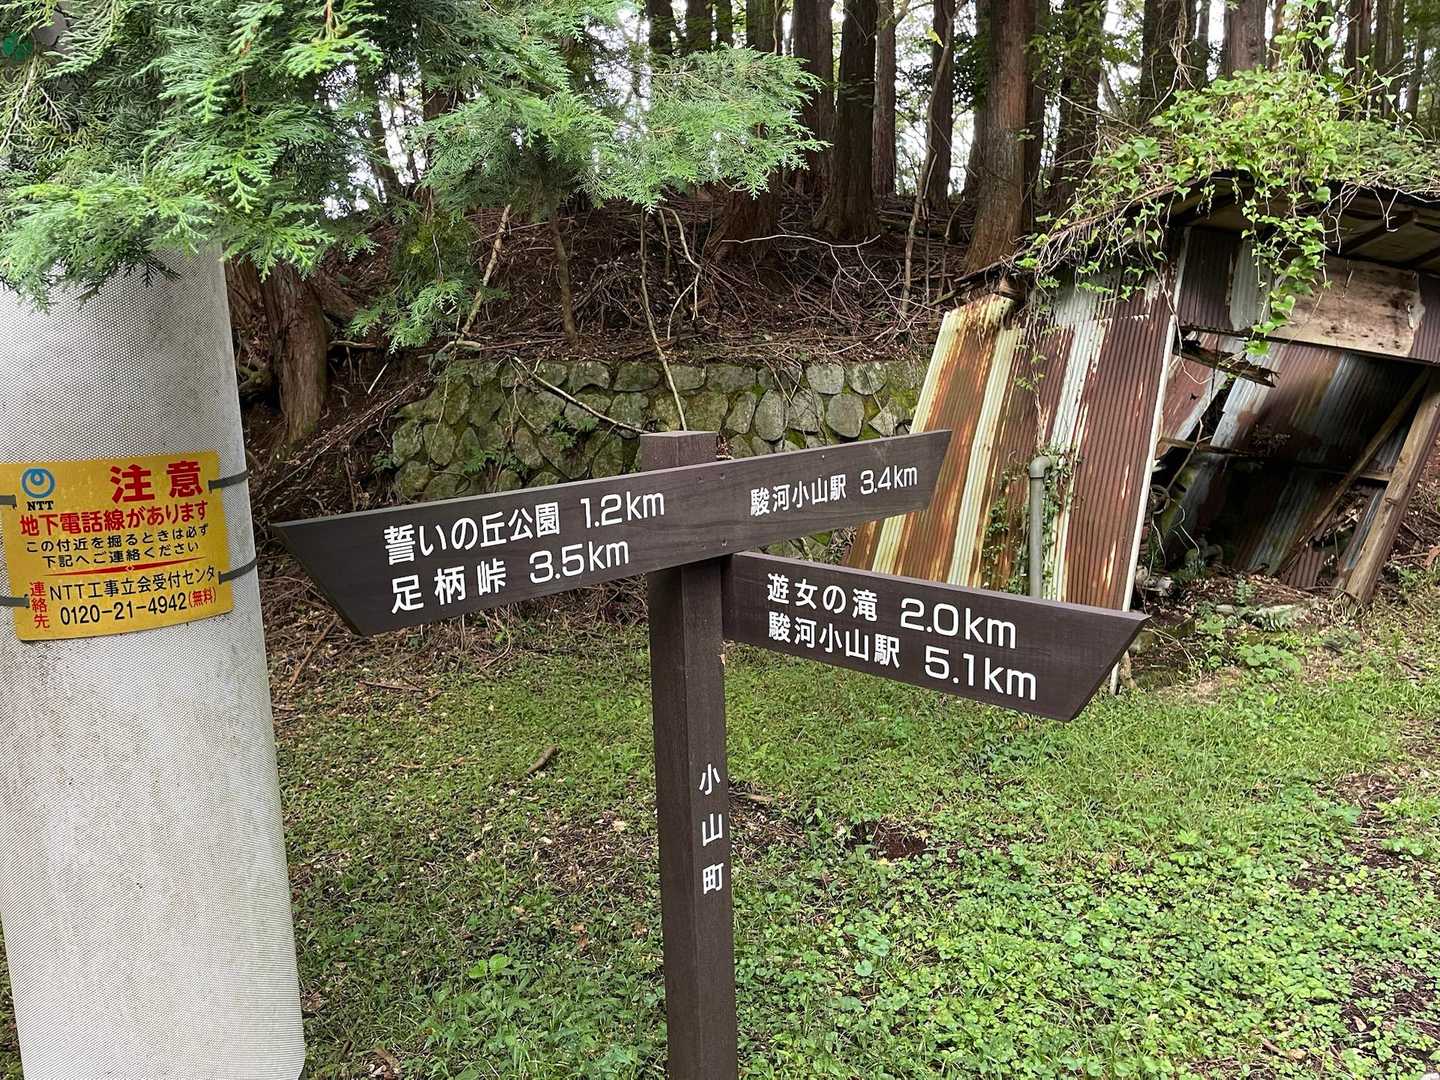 NTT
注意
地下電話線があります
この付近を掘るときは必ず
下記へご連絡ください
連絡先
NTT工事立会受付センタ
0120-21-4942(無料)
誓いの丘公園 1.2km
足柄峠 3.5km
駿河小山駅 3.4km
遊女の滝 2.0km
駿河小山駅 5.1km
小山町